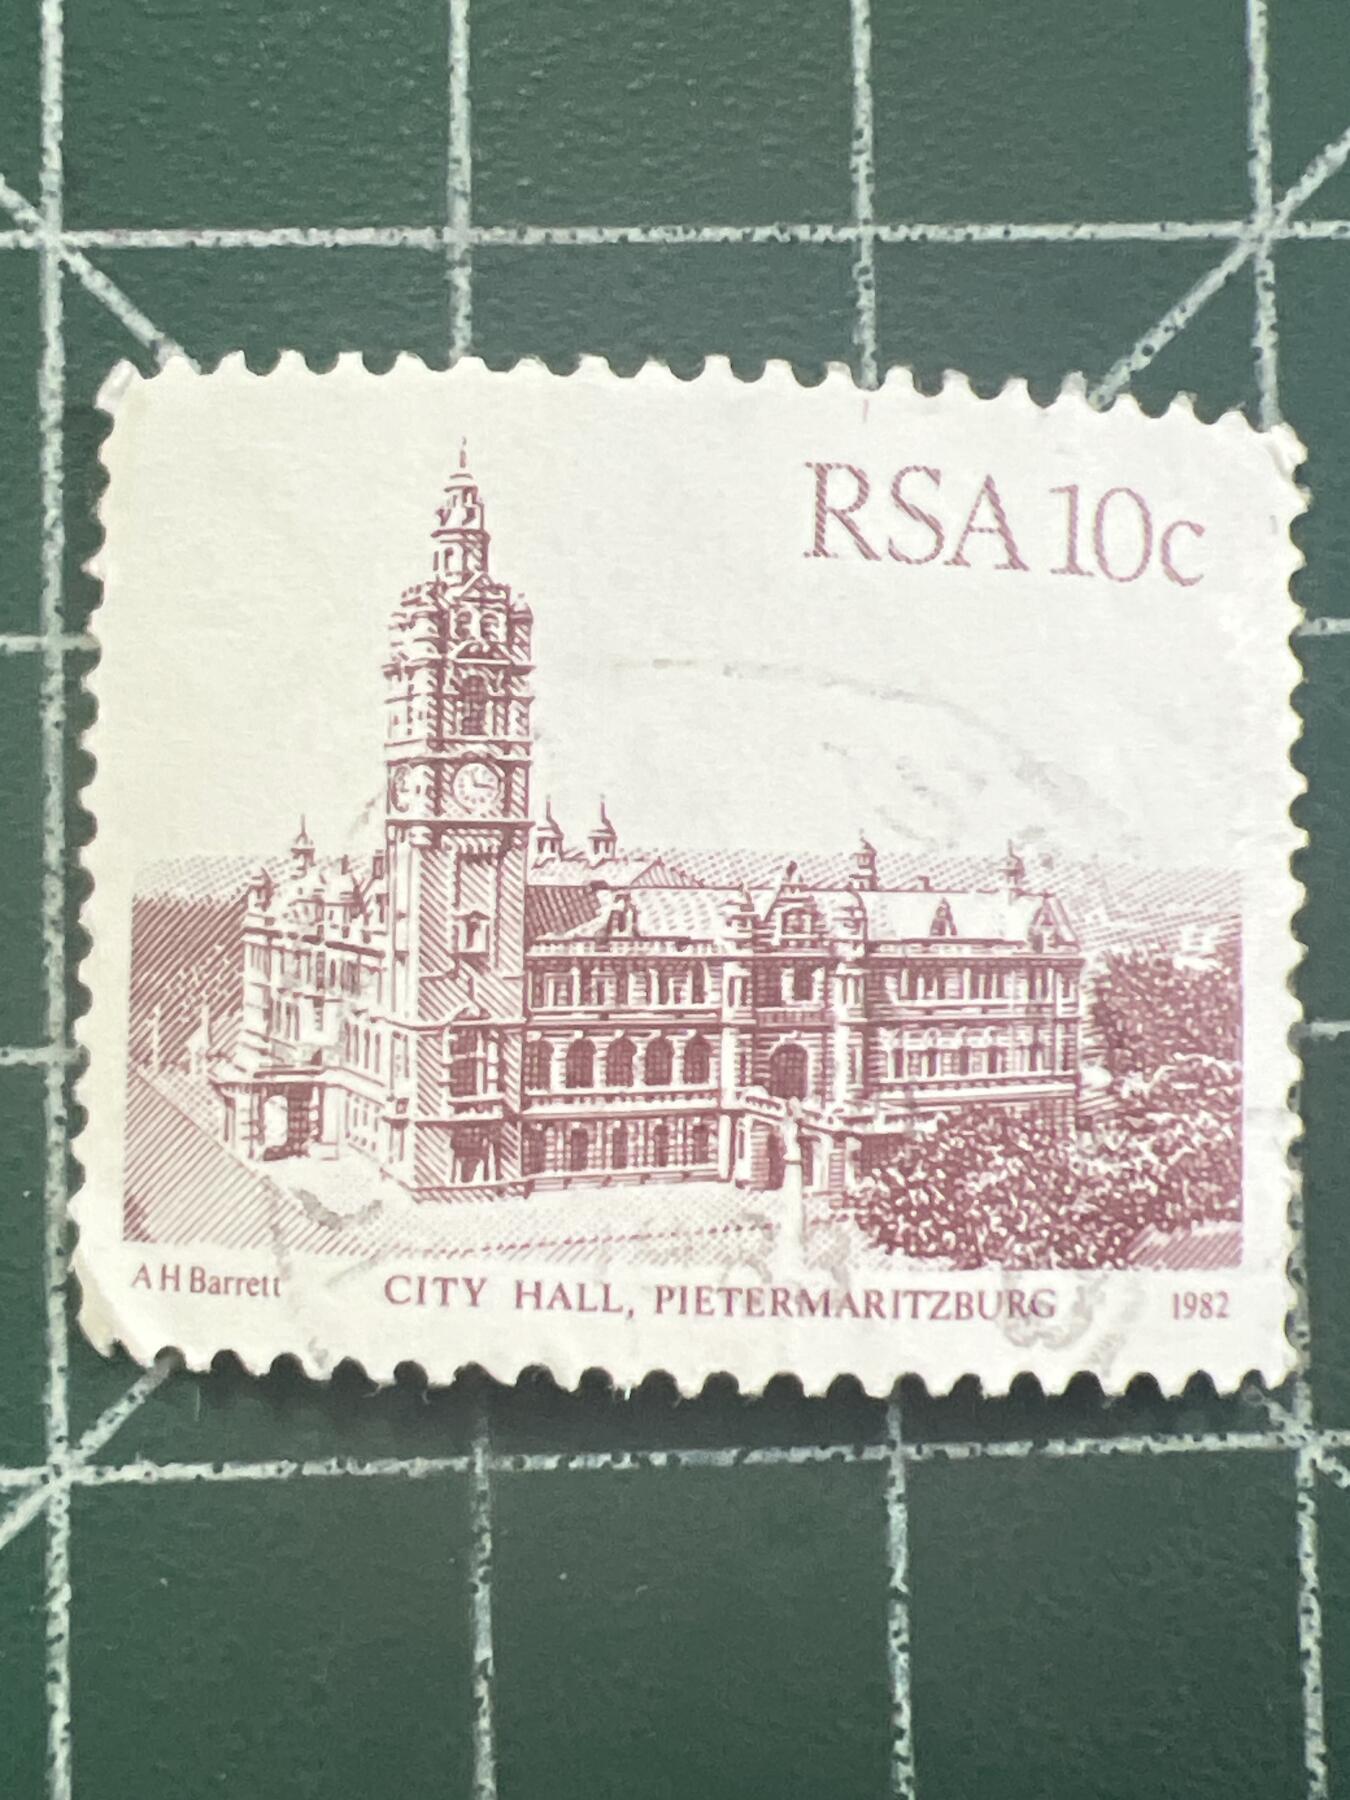 RSA 10c
A H Barrett CITY HALL, PIETERMARITZBURG 1982